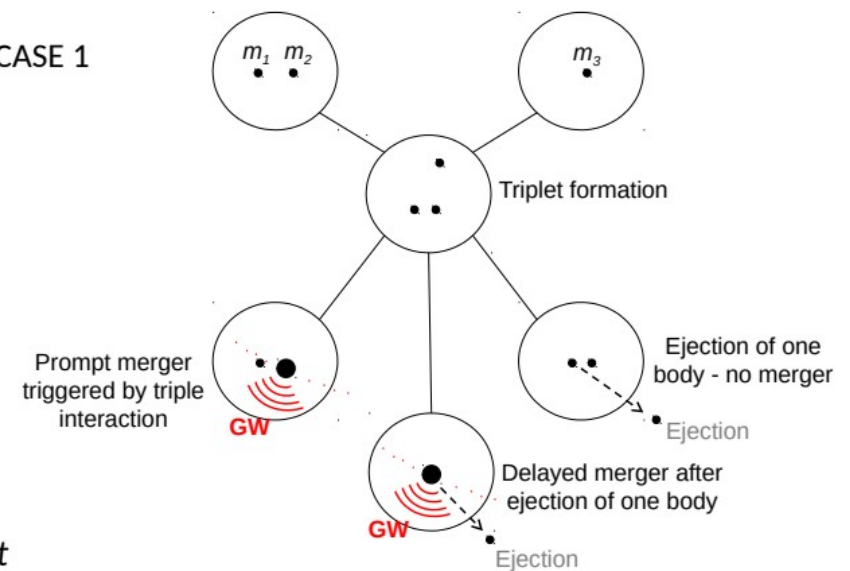 CASE 1
m1 m2
m3
Triplet formation
Prompt merger
triggered by triple
interaction
GW
Ejection of one
body - no merger
Ejection
Delayed merger after
ejection of one body
GW
Ejection
t